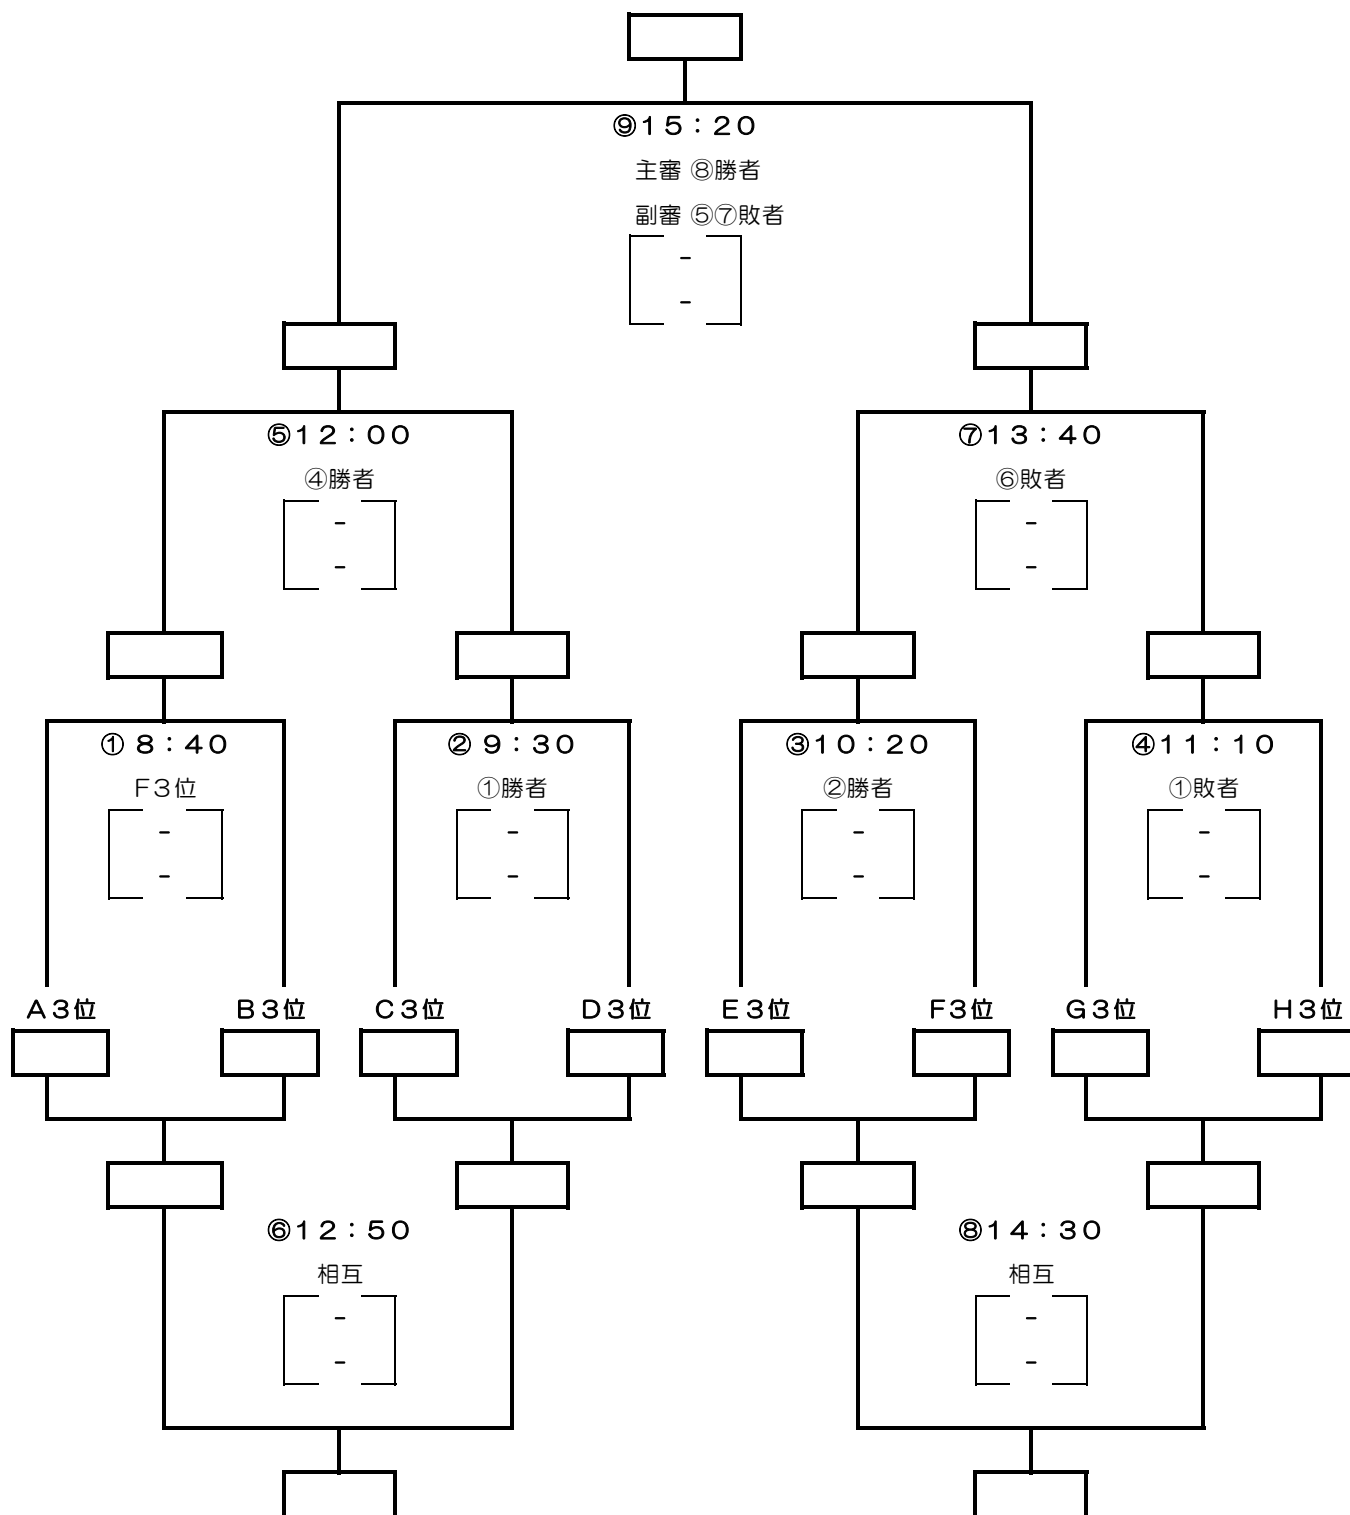 ⑨15：20
主審 ⑧勝者
副審 ⑤⑦敗者
-
-
⑤12：00
⑦13：40
④勝者
⑥敗者
- -
- -
① 8：40
② 9：30
③10：20
④11：10
F3位
①勝者
②勝者
①敗者
- - - -
- - - -
A3位
B3位
C3位
D3位
E3位
F3位
G3位
H3位
⑥12：50
⑧14：30
相互
相互
- -
- -